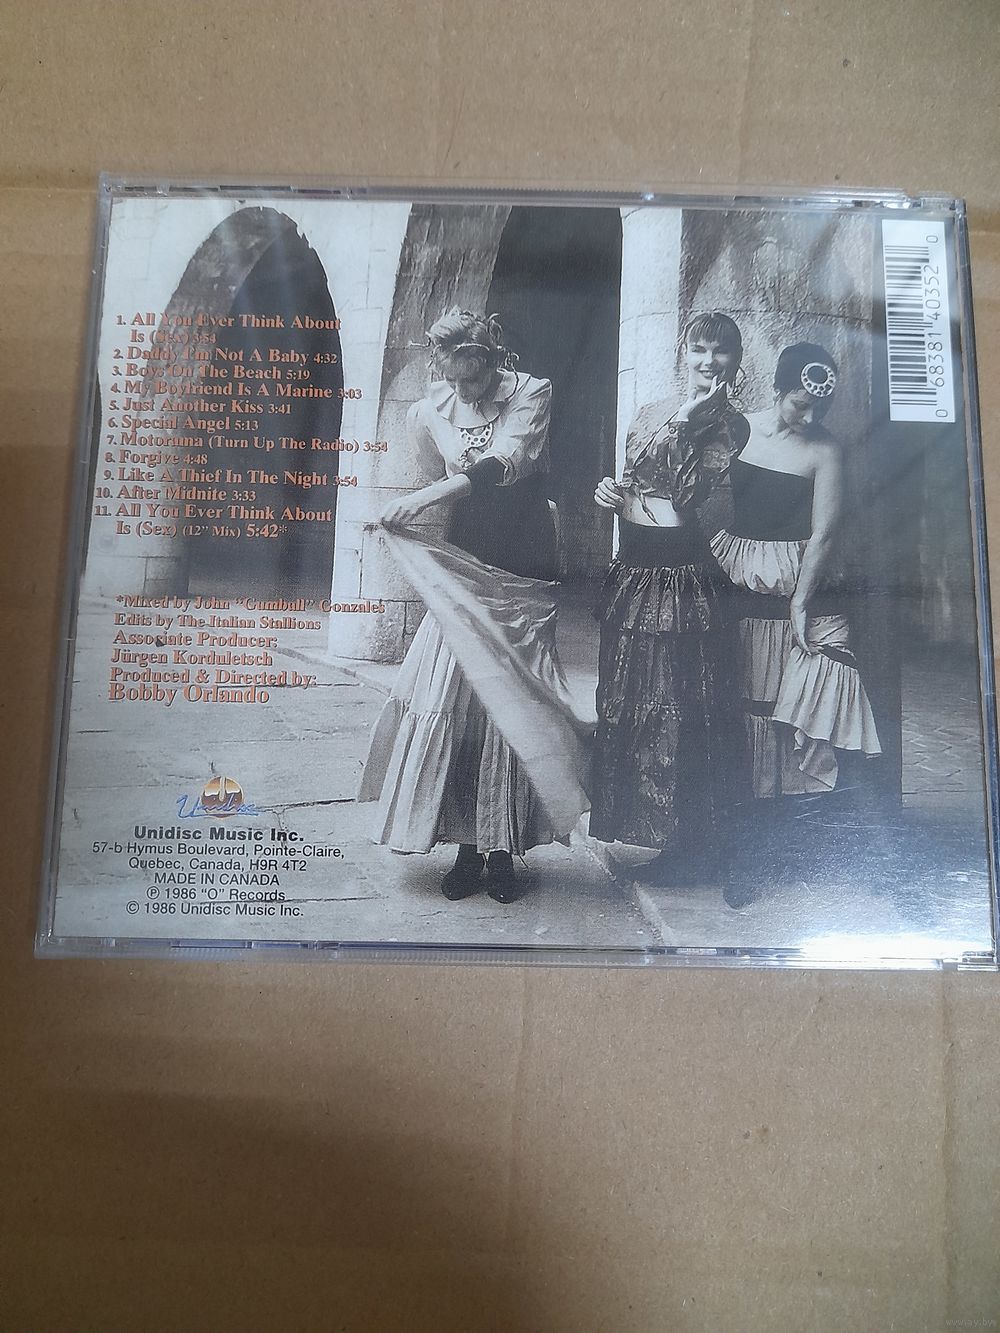 1. All You Ever Think About
Is (Sex) 3:54
2. Daddy I'm Not A Baby 4:32
3. Boys On The Beach 5:19
4. My Boyfriend Is A Marine 3:03
5. Just Another Kiss 3:41
6. Special Angel 5:13
7. Motoruna (Turn Up The Radio) 3:54
8. Forgive 4:48
9. Like A Thief In The Night 3:54
10. After Midnite 3:33
11. All You Ever Think About
Is (Sex) (12" Mix) 5:42*
*Mixed by John "Gumball" Gonzales
Edits by The Italian Stallions
Associate Producer:
Jürgen Korduletsch
Produced & Directed by:
Bobby Orlando
Unidisc
Unidisc Music Inc.
57-b Hymus Boulevard, Pointe-Claire,
Quebec, Canada, H9R 4T2
MADE IN CANADA
℗ 1986 "O" Records
© 1986 Unidisc Music Inc.
0 68381 40352 0
www.ay.by